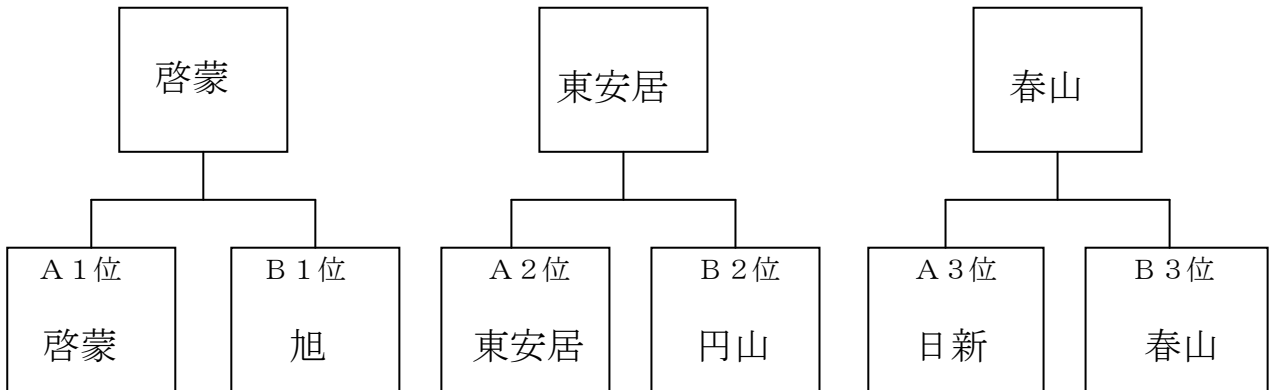 啓蒙
東安居
春山
Ａ１位
啓蒙
Ｂ１位
旭
Ａ２位
東安居
Ｂ２位
円山
Ａ３位
日新
Ｂ３位
春山